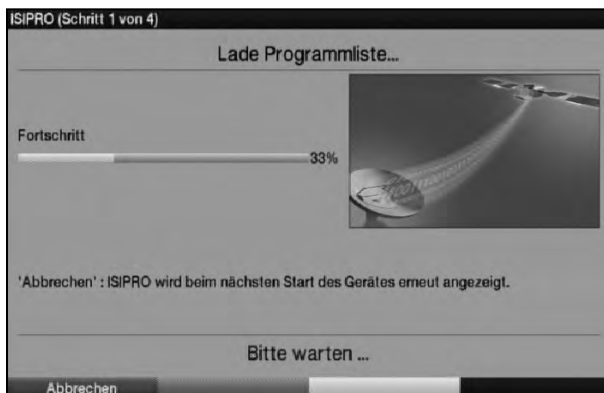 ISIPRO (Schritt 1 von 4)
Lade Programmliste...
Fortschritt
33%
'Abbrechen' : ISIPRO wird beim nächsten Start des Gerätes erneut angezeigt.
Bitte warten ...
Abbrechen